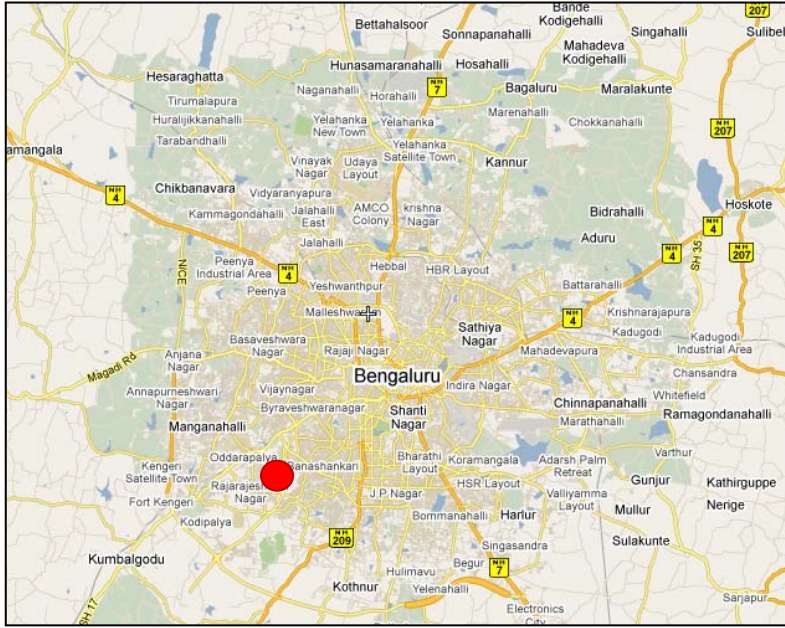 Bettahalsoor
Bande
Kodigehalli
NH
207
Sonnapanahalli
Singahalli
Sulibel
Mahadeva
Kodigehalli
Hunasamaranahalli
Hosahalli
Hesaraghatta
NH
7
Naganahalli
Horahalli
Bagaluru
Maralakunte
Tirumalapura
Marenahalli
Huralijikkanahalli
Yelahanka
New Town
Yelahanka
Chokkanahalli
NH
207
Tarabandhalli
Yelahanka
Satellite Town
amangala
Vinayak
Nagar
Udaya
Layout
Kannur
Chikbanavara
Vidyaranyapura
NH
4
Kammagondahalli
Jalahalli
East
AMCO
Colony
krishna
Nagar
Bidrahalli
Hoskote
NH
4
Jalahalli
Aduru
NH
4
NH
207
NICE
Peenya
Industrial Area
NH
4
Hebbal
HBR Layout
SH 35
Peenya
Yeshwanthpur
Battarahalli
Krishnarajapura
NH
4
Kadugodi
Sathiya
Nagar
Basaveshwara
Nagar
Rajaji Nagar
Mahadevapura
Kadugodi
Industrial Area
Anjana
Nagar
Magadi Rd
Bengaluru
Chansandra
Annapurneshwari
Nagar
Vijaynagar
Indira Nagar
Whitefield
Byraveshwaranagar
Shanti
Nagar
Chinnapanahalli
Ramagondanahalli
Manganahalli
Marathahalli
Oddarapalya
Bharathi
Layout
Koramangala
Adarsh Palm
Retreat
Varthur
Kengeri
Satellite Town
Banashankari
Gunjur
Kathirguppe
Nagar
HSR Layout
Valliyamma
Layout
Fort Kengeri
J.P.Nagar
Nerige
Mullur
Kodipalya
Bommanahalli
Harlur
NH
209
Sulakunte
Singasandra
Kumbalgodu
Begur
NH
7
Hulimavu
Kothnur
Yelenahalli
Sarjapur
SH 17
Electronics
City